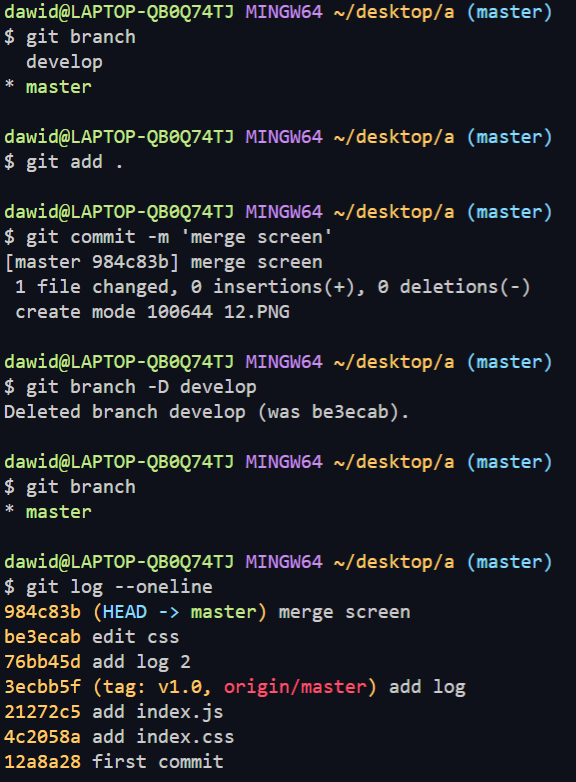 dawid@LAPTOP-QB0Q74TJ MINGW64 ~/desktop/a (master)
$ git branch
  develop
* master

dawid@LAPTOP-QB0Q74TJ MINGW64 ~/desktop/a (master)
$ git add .

dawid@LAPTOP-QB0Q74TJ MINGW64 ~/desktop/a (master)
$ git commit -m 'merge screen'
[master 984c83b] merge screen
 1 file changed, 0 insertions(+), 0 deletions(-)
 create mode 100644 12.PNG

dawid@LAPTOP-QB0Q74TJ MINGW64 ~/desktop/a (master)
$ git branch -D develop
Deleted branch develop (was be3ecab).

dawid@LAPTOP-QB0Q74TJ MINGW64 ~/desktop/a (master)
$ git branch
* master

dawid@LAPTOP-QB0Q74TJ MINGW64 ~/desktop/a (master)
$ git log --oneline
984c83b (HEAD -> master) merge screen
be3ecab edit css
76bb45d add log 2
3ecbb5f (tag: v1.0, origin/master) add log
21272c5 add index.js
4c2058a add index.css
12a8a28 first commit